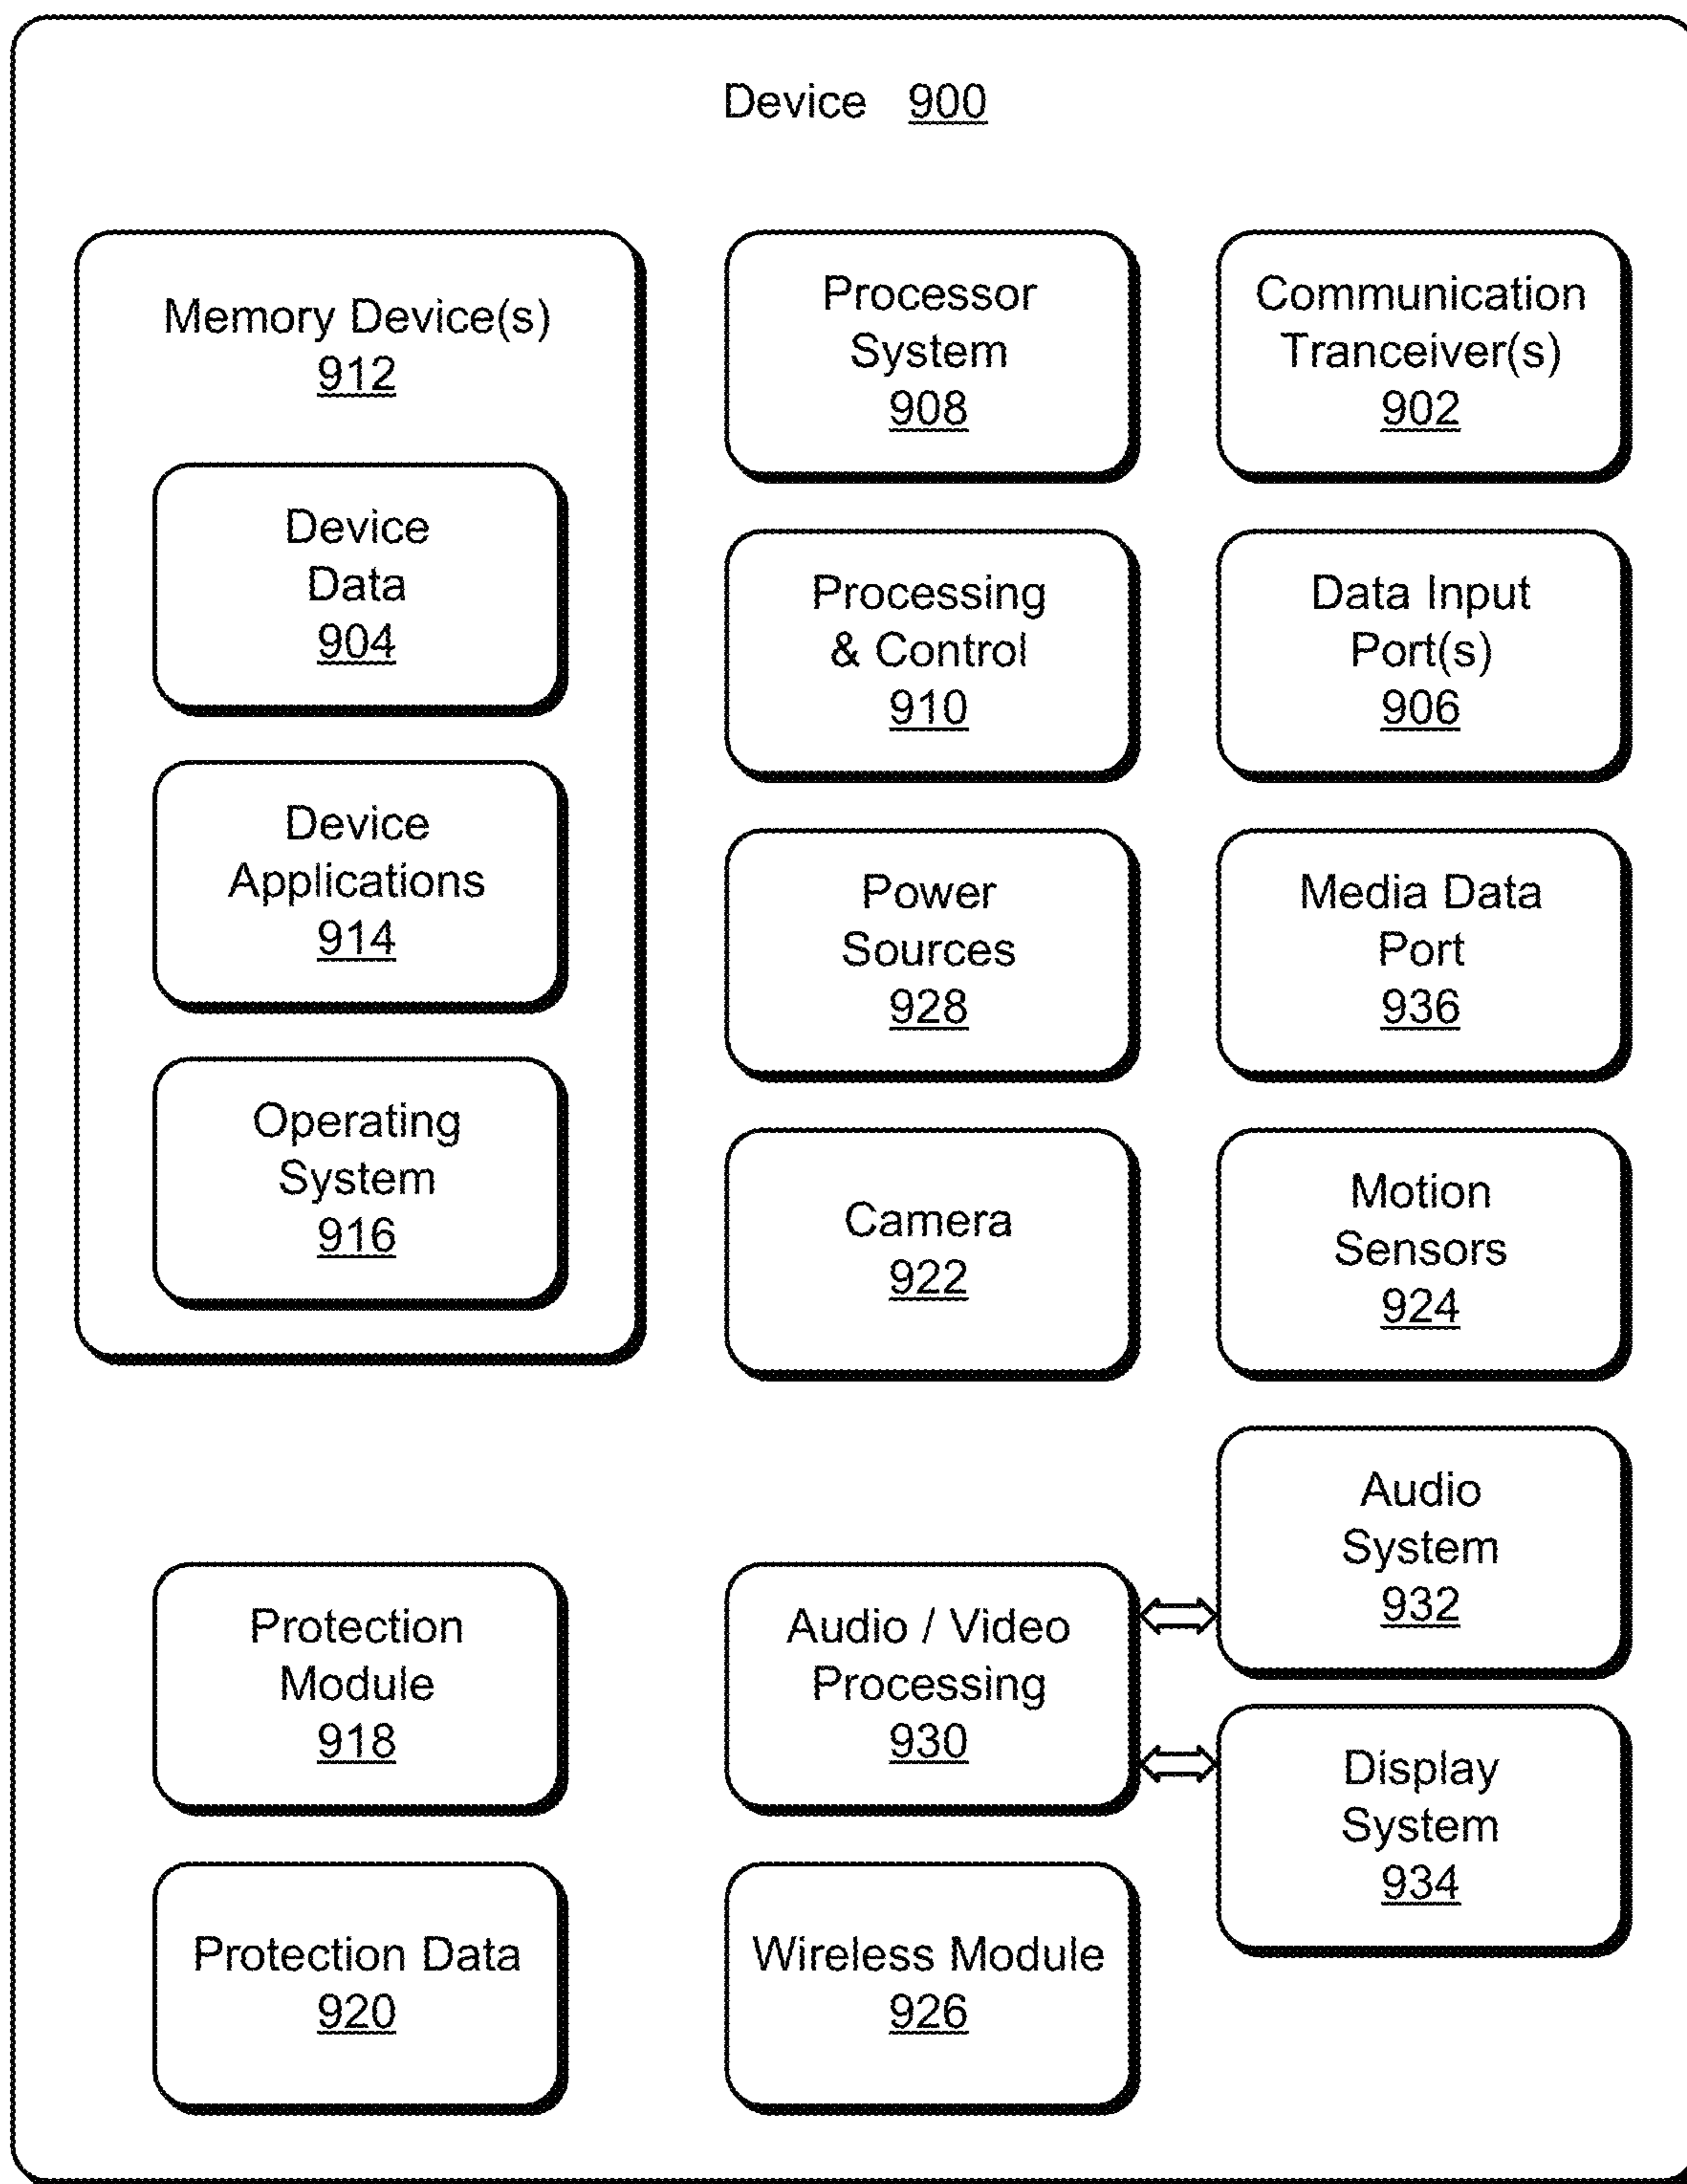 Device 900
Memory Device(s)
912
Device
Data
904
Device
Applications
914
Operating
System
916
Processor
System
908
Communication
Tranceiver(s)
902
Processing
& Control
910
Data Input
Port(s)
906
Power
Sources
928
Media Data
Port
936
Camera
922
Motion
Sensors
924
Protection
Module
918
Audio / Video
Processing
930
Audio
System
932
Display
System
934
Protection Data
920
Wireless Module
926